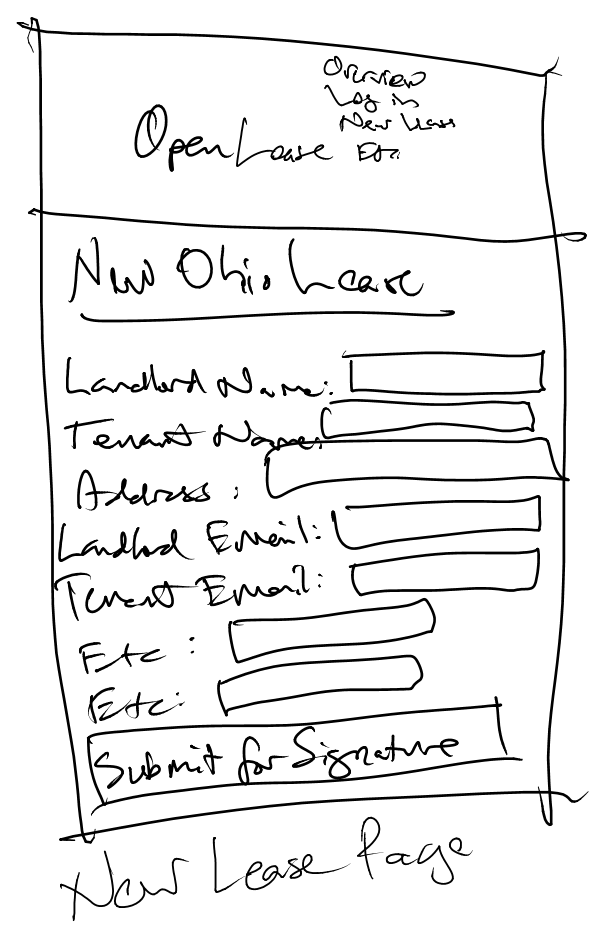 Overview
Log in
New Lease
Etc.
OpenLease
New Ohio Lease
Landlord Name:
Tenant Name:
Address:
Landlord Email:
Tenant Email:
Etc:
Etc:
Submit for Signature
New Lease Page